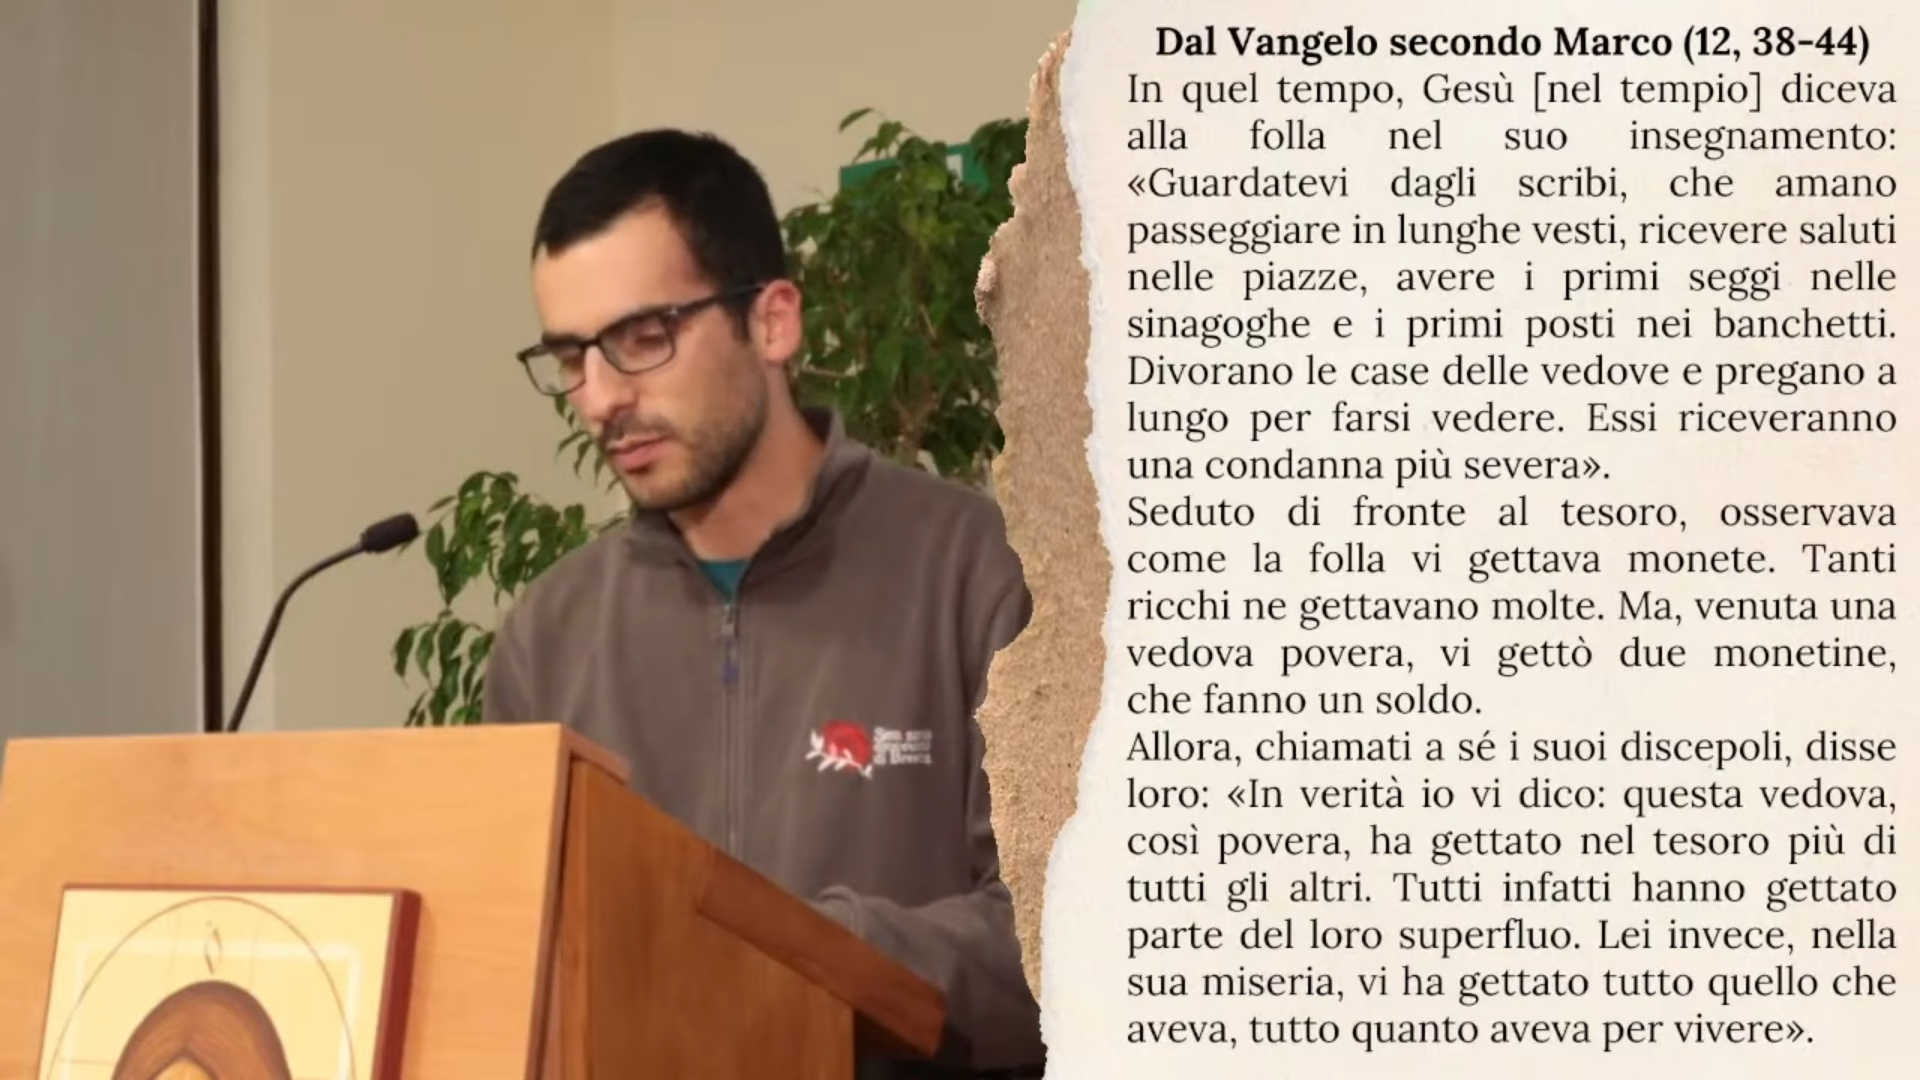 Dal Vangelo secondo Marco (12, 38-44)
In quel tempo, Gesù [nel tempio] diceva
alla folla nel suo insegnamento:
«Guardatevi dagli scribi, che amano
passeggiare in lunghe vesti, ricevere saluti
nelle piazze, avere i primi seggi nelle
sinagoghe e i primi posti nei banchetti.
Divorano le case delle vedove e pregano a
lungo per farsi vedere. Essi riceveranno
una condanna più severa».
Seduto di fronte al tesoro, osservava
come la folla vi gettava monete. Tanti
ricchi ne gettavano molte. Ma, venuta una
vedova povera, vi gettò due monetine,
che fanno un soldo.
Allora, chiamati a sé i suoi discepoli, disse
loro: «In verità io vi dico: questa vedova,
così povera, ha gettato nel tesoro più di
tutti gli altri. Tutti infatti hanno gettato
parte del loro superfluo. Lei invece, nella
sua miseria, vi ha gettato tutto quello che
aveva, tutto quanto aveva per vivere».